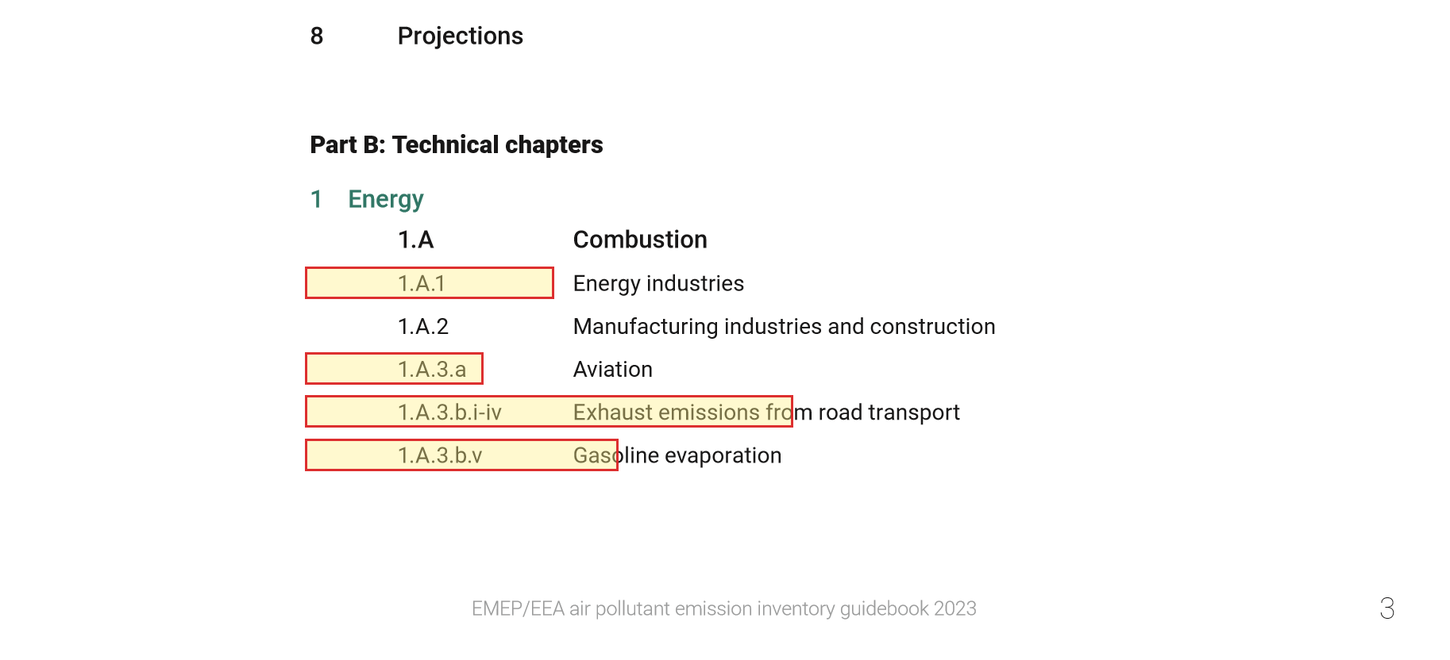 8 Projections
Part B: Technical chapters
1 Energy
1.A Combustion
1.A.1 Energy industries
1.A.2 Manufacturing industries and construction
1.A.3.a Aviation
1.A.3.b.i-iv Exhaust emissions from road transport
1.A.3.b.v Gasoline evaporation
EMEP/EEA air pollutant emission inventory guidebook 2023 3